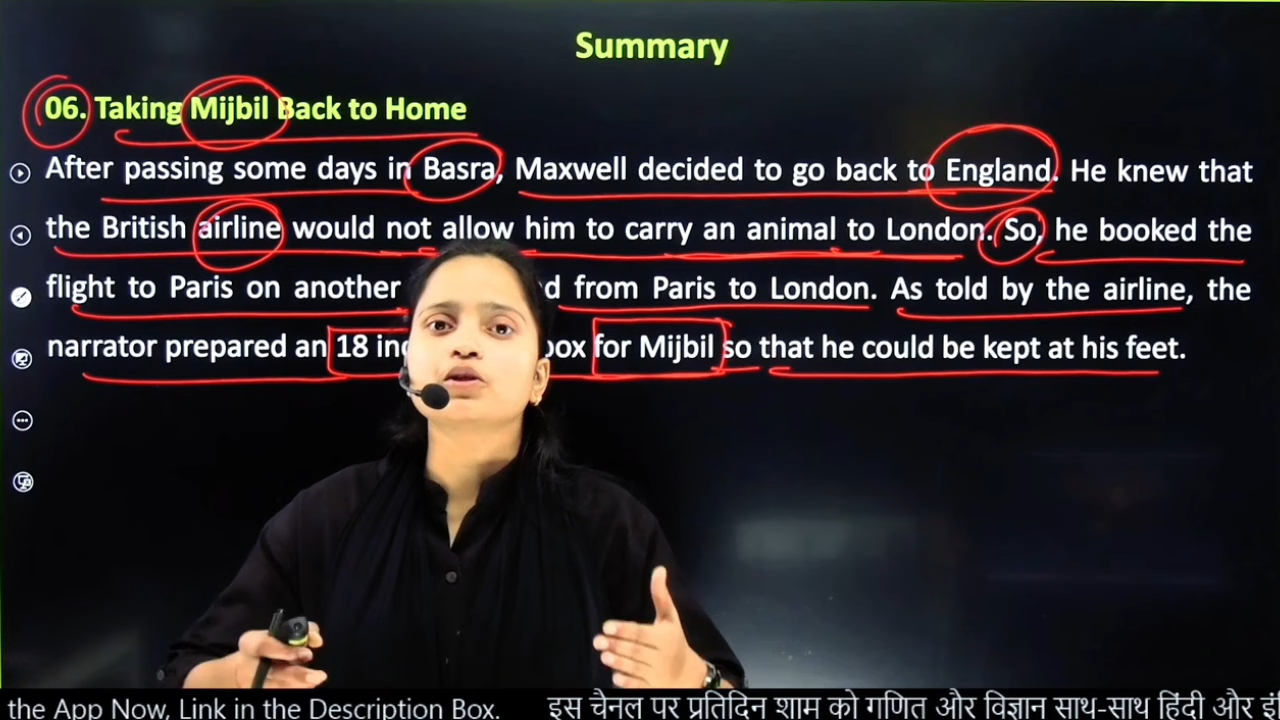 Summary
06. Taking Mijbil Back to Home
After passing some days in Basra, Maxwell decided to go back to England. He knew that
the British airline would not allow him to carry an animal to London. So, he booked the
flight to Paris on another from Paris to London. As told by the airline, the
narrator prepared an 18 box for Mijbil so that he could be kept at his feet.
the App Now, Link in the Description Box. इस चैनल पर प्रतिदिन शाम को गणित और विज्ञान साथ-साथ हिंदी और